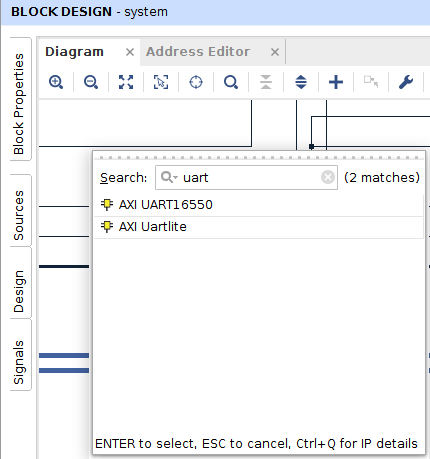 BLOCK DESIGN - system
Diagram
Address Editor
Block Properties
Sources
Design
Signals
Search: uart (2 matches)
AXI UART16550
AXI Uartlite
ENTER to select, ESC to cancel, Ctrl+Q for IP details